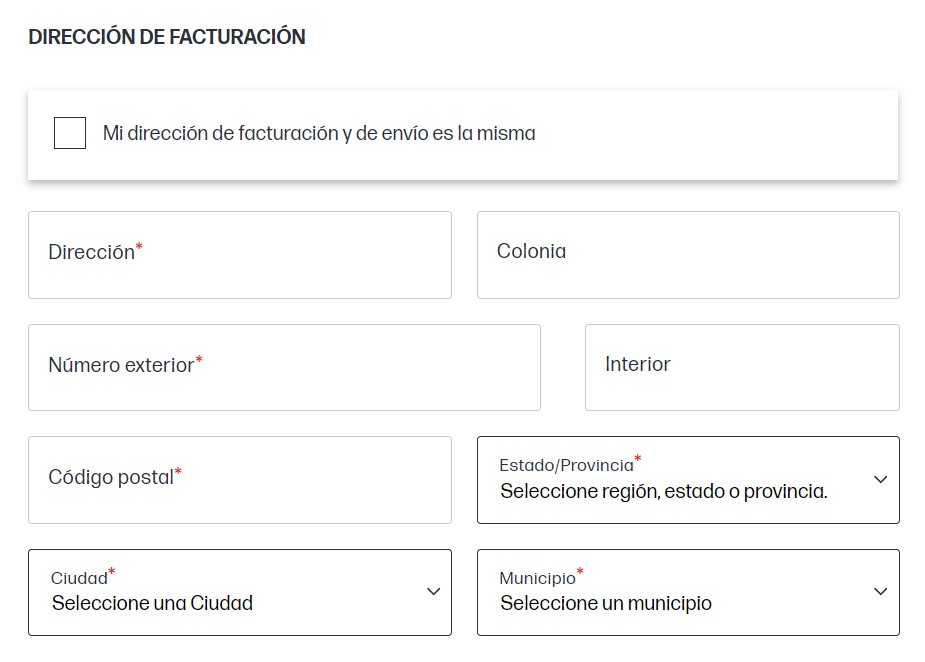 DIRECCIÓN DE FACTURACIÓN
Mi dirección de facturación y de envío es la misma
Dirección*
Colonia
Número exterior*
Interior
Código postal*
Estado/Provincia*
Seleccione región, estado o provincia.
Ciudad*
Seleccione una Ciudad
Municipio*
Seleccione un municipio